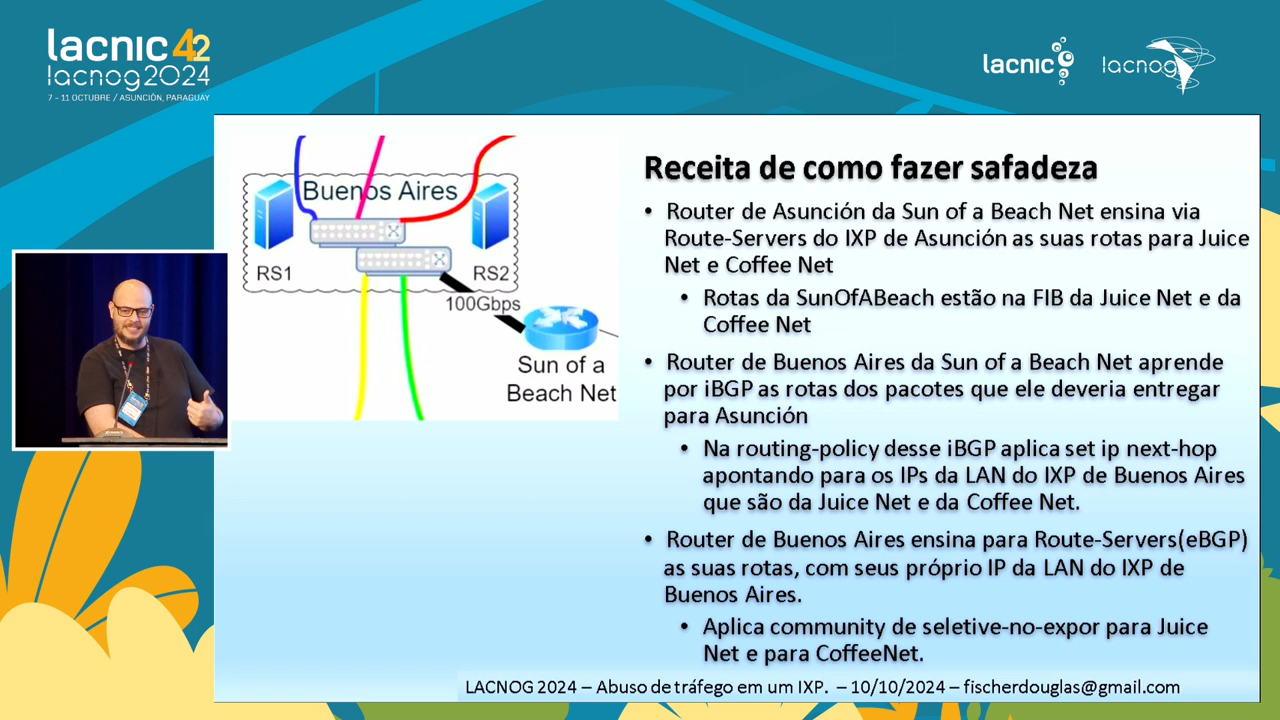 lacnic 42
lacnog 2024
7 - 11 OCTUBRE / ASUNCIÓN, PARAGUAY
lacnic
lacnog
Buenos Aires
RS1
RS2
100Gbps
Sun of a
Beach Net
Receita de como fazer safadeza
• Router de Asunción da Sun of a Beach Net ensina via
Route-Servers do IXP de Asunción as suas rotas para Juice
Net e Coffee Net
• Rotas da SunOfABeach estão na FIB da Juice Net e da
Coffee Net
• Router de Buenos Aires da Sun of a Beach Net aprende
por iBGP as rotas dos pacotes que ele deveria entregar
para Asunción
• Na routing-policy desse iBGP aplica set ip next-hop
apontando para os IPs da LAN do IXP de Buenos Aires
que são da Juice Net e da Coffee Net.
• Router de Buenos Aires ensina para Route-Servers(eBGP)
as suas rotas, com seus próprio IP da LAN do IXP de
Buenos Aires.
• Aplica community de seletive-no-expor para Juice
Net e para CoffeeNet.
LACNOG 2024 – Abuso de tráfego em um IXP. – 10/10/2024 – fischerdouglas@gmail.com